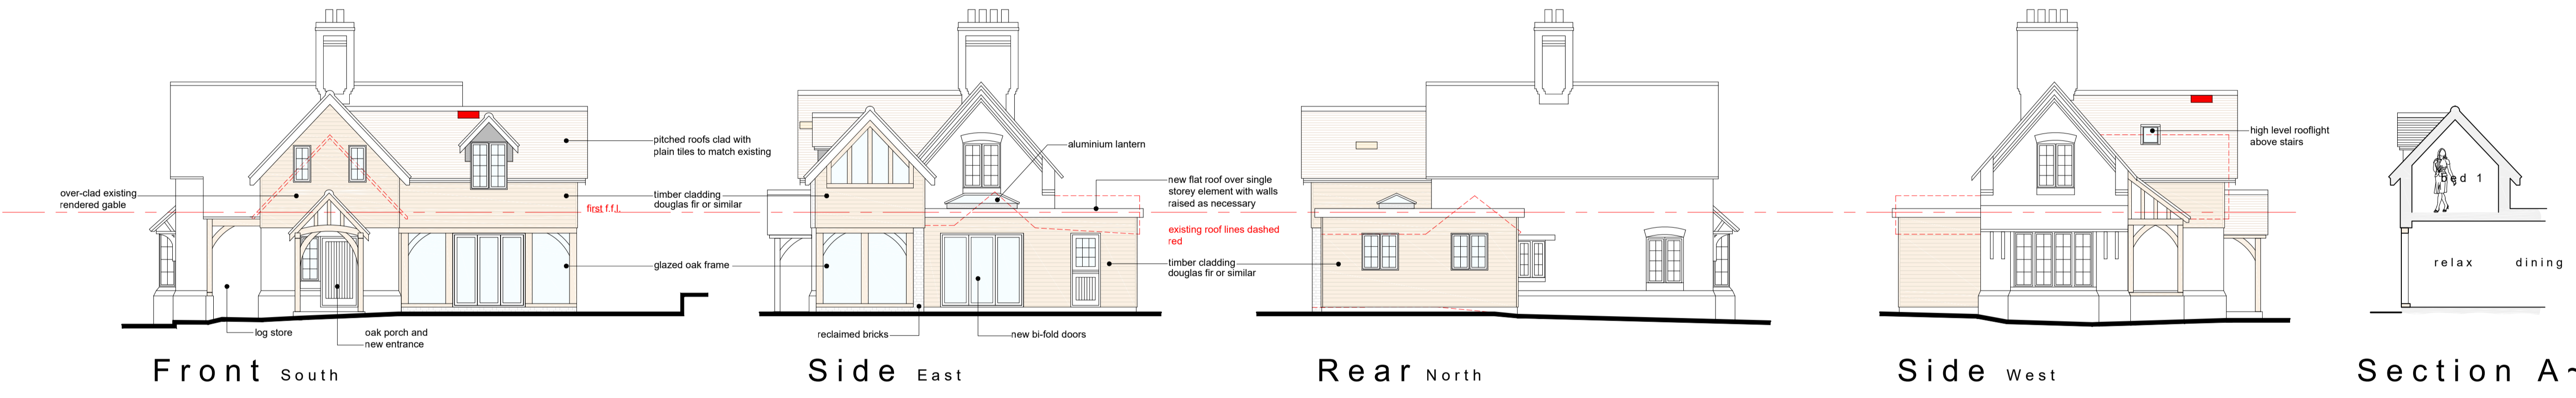 over-clad existing
rendered gable
log store
oak porch and
new entrance
first f.f.l.
pitched roofs clad with
plain tiles to match existing
timber cladding
douglas fir or similar
glazed oak frame
Front South
aluminium lantern
new flat roof over single
storey element with walls
raised as necessary
existing roof lines dashed
red
timber cladding
douglas fir or similar
reclaimed bricks
new bi-fold doors
Side East
Rear North
high level rooflight
above stairs
Side West
bed 1
relax dining
Section A~